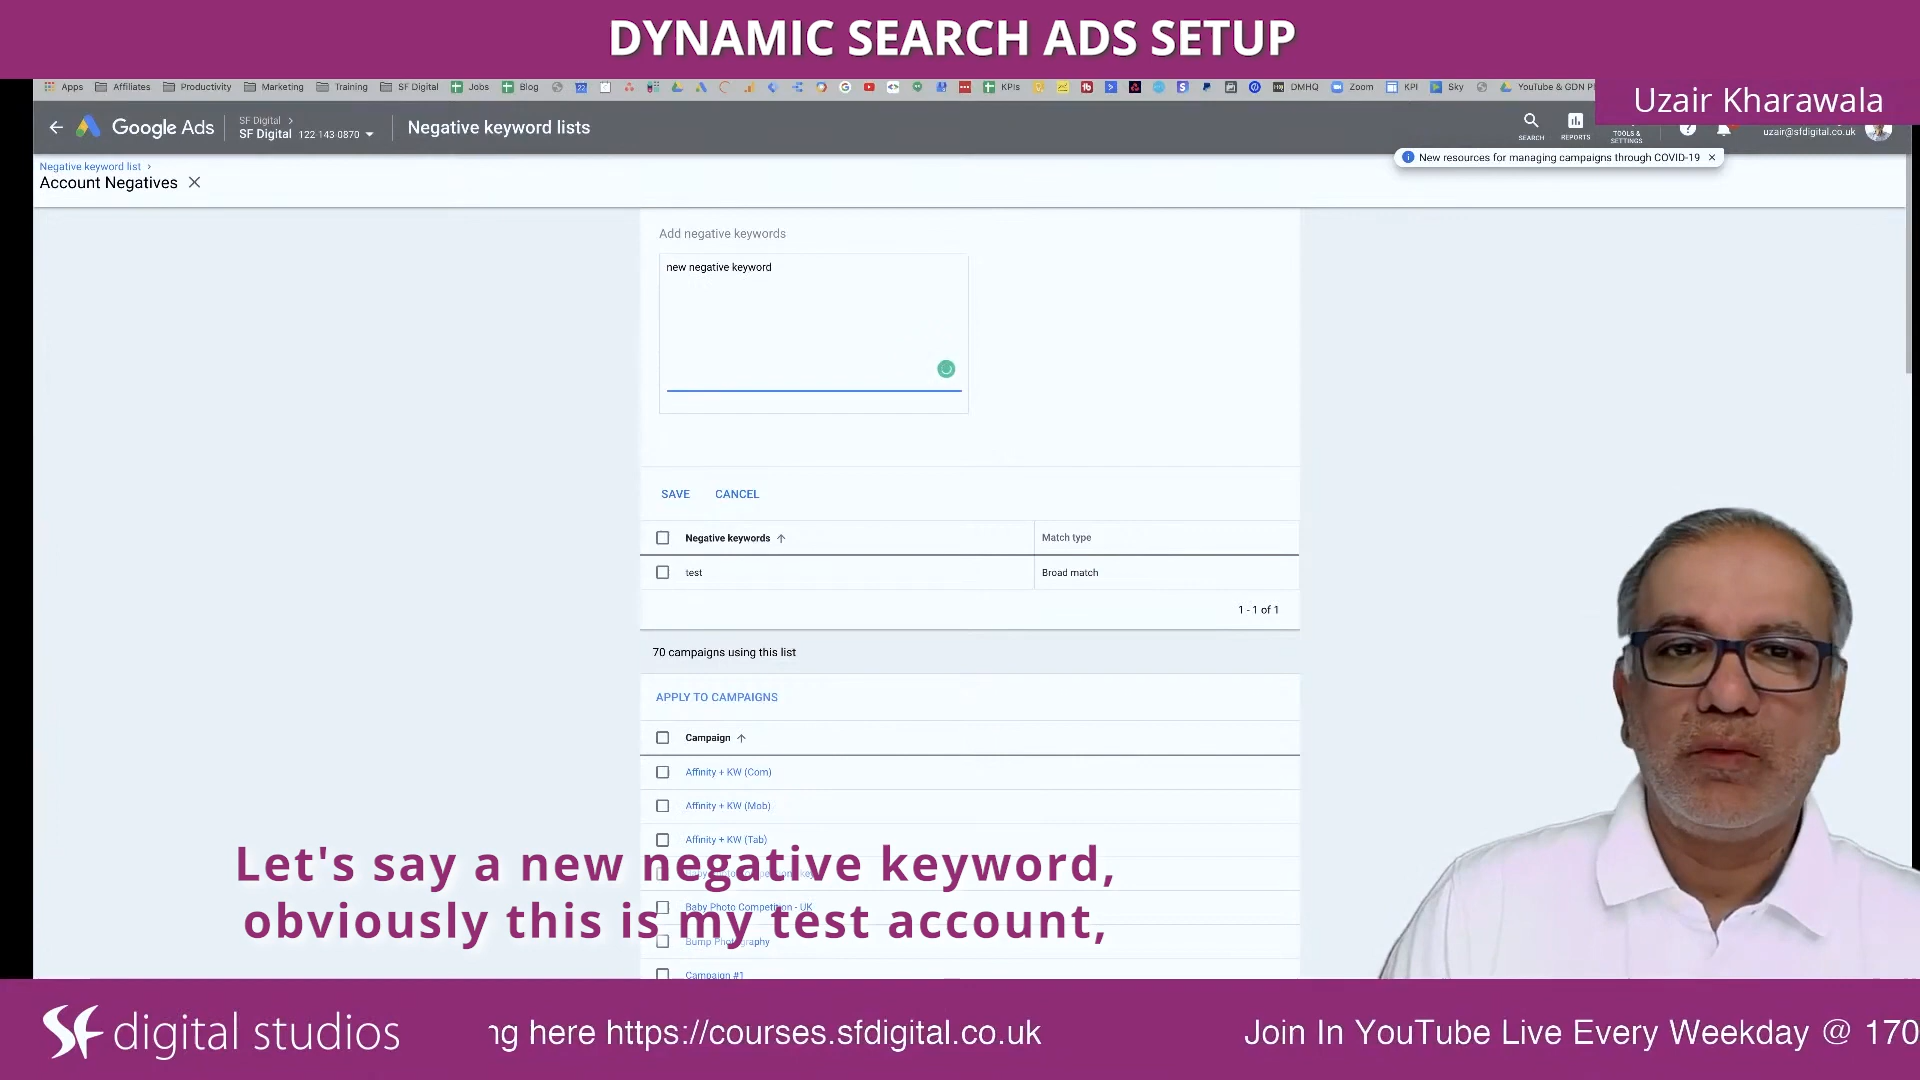 DYNAMIC SEARCH ADS SETUP
Apps Affiliates Productivity Marketing Training SF Digital Jobs Blog KPIs DMHQ Zoom KPI Sky YouTube & GDN
Uzair Kharawala
Google Ads
SF Digital
SF Digital 122 143 0870
Negative keyword lists
SEARCH
REPORTS
TOOLS & SETTINGS
uzair@sfdigital.co.uk
New resources for managing campaigns through COVID-19
Negative keyword list
Account Negatives
Add negative keywords
new negative keyword
SAVE CANCEL
Negative keywords Match type
test Broad match
1 - 1 of 1
70 campaigns using this list
APPLY TO CAMPAIGNS
Campaign
Affinity + KW (Com)
Affinity + KW (Mob)
Affinity + KW (Tab)
Baby Photo Competition - UK
Bump Photography
Campaign #1
Let's say a new negative keyword,
obviously this is my test account,
SF digital studios
ng here https://courses.sfdigital.co.uk
Join In YouTube Live Every Weekday @ 170